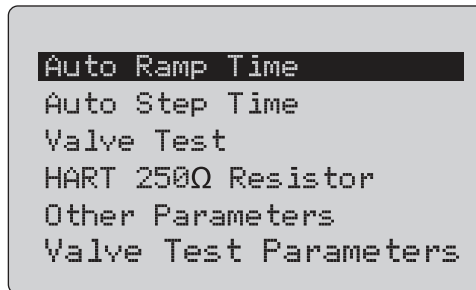 Auto Ramp Time
Auto Step Time
Valve Test
HART 250Ω Resistor
Other Parameters
Valve Test Parameters